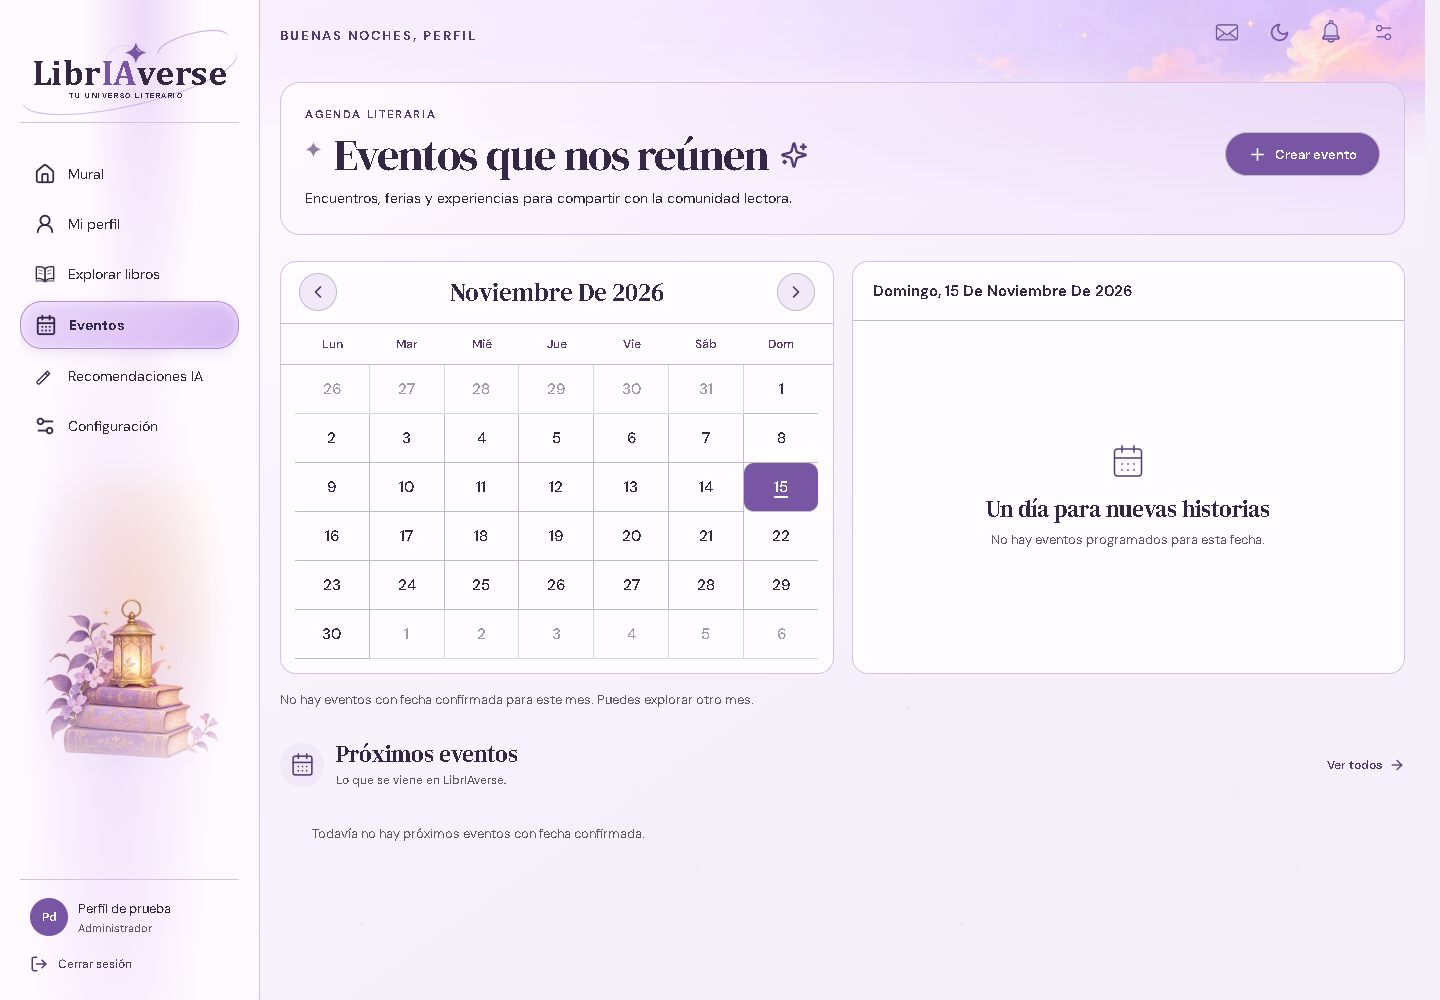 LibrIAverse
TU UNIVERSO LITERARIO
Mural
Mi perfil
Explorar libros
Eventos
Recomendaciones IA
Configuración
Pd
Perfil de prueba
Administrador
Cerrar sesión
BUENAS NOCHES, PERFIL
AGENDA LITERARIA
Eventos que nos reúnen
Encuentros, ferias y experiencias para compartir con la comunidad lectora.
Crear evento
Noviembre De 2026
Lun Mar Mié Jue Vie Sáb Dom
26 27 28 29 30 31 1
2 3 4 5 6 7 8
9 10 11 12 13 14 15
16 17 18 19 20 21 22
23 24 25 26 27 28 29
30 1 2 3 4 5 6
Domingo, 15 De Noviembre De 2026
Un día para nuevas historias
No hay eventos programados para esta fecha.
No hay eventos con fecha confirmada para este mes. Puedes explorar otro mes.
Próximos eventos
Lo que se viene en LibrIAverse.
Ver todos
Todavía no hay próximos eventos con fecha confirmada.